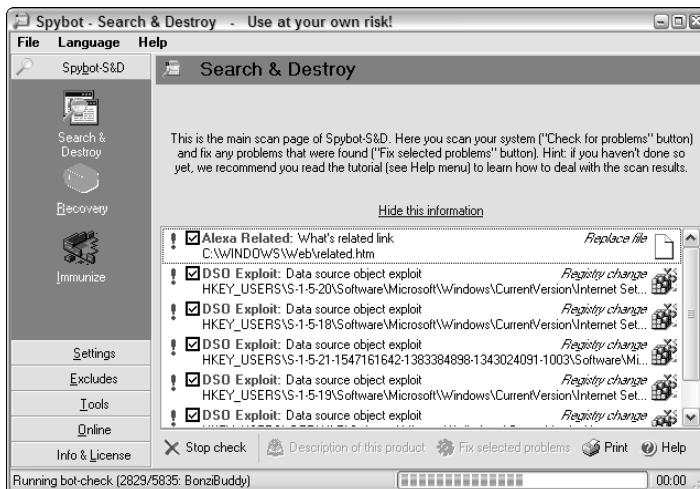 Spybot - Search & Destroy - Use at your own risk!
File Language Help
Spybot-S&D
Search & Destroy
Search &
Destroy
Recovery
Immunize
Settings
Excludes
Tools
Online
Info & License
This is the main scan page of Spybot-S&D. Here you scan your system ("Check for problems" button)
and fix any problems that were found ("Fix selected problems" button). Hint: if you haven't done so
yet, we recommend you read the tutorial (see Help menu) to learn how to deal with the scan results.
Hide this information
Alexa Related: What's related link Replace file
C:\WINDOWS\Web\related.htm
DSO Exploit: Data source object exploit Registry change
HKEY_USERS\S-1-5-20\Software\Microsoft\Windows\CurrentVersion\Internet Set...
DSO Exploit: Data source object exploit Registry change
HKEY_USERS\S-1-5-18\Software\Microsoft\Windows\CurrentVersion\Internet Set...
DSO Exploit: Data source object exploit Registry change
HKEY_USERS\S-1-5-21-1547161642-1383384898-1343024091-1003\Software\Mi...
DSO Exploit: Data source object exploit Registry change
HKEY_USERS\S-1-5-19\Software\Microsoft\Windows\CurrentVersion\Internet Set...
DSO Exploit: Data source object exploit Registry change
Stop check Description of this product Fix selected problems Print Help
Running bot-check (2829/5835: BonziBuddy) 00:00